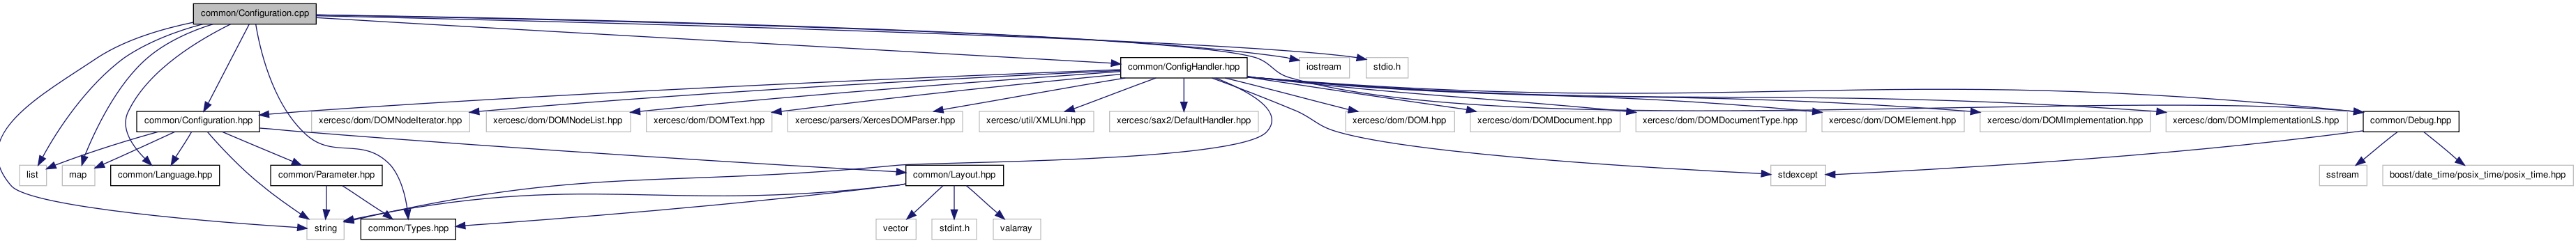 common/Configuration.cpp
common/ConfigHandler.hpp
iostream
stdio.h
common/Configuration.hpp
xercesc/dom/DOMNodeIterator.hpp
xercesc/dom/DOMNodeList.hpp
xercesc/dom/DOMText.hpp
xercesc/parsers/XercesDOMParser.hpp
xercesc/util/XMLUni.hpp
xercesc/sax2/DefaultHandler.hpp
xercesc/dom/DOM.hpp
xercesc/dom/DOMDocument.hpp
xercesc/dom/DOMDocumentType.hpp
xercesc/dom/DOMElement.hpp
xercesc/dom/DOMImplementation.hpp
xercesc/dom/DOMImplementationLS.hpp
common/Debug.hpp
list
map
common/Language.hpp
common/Parameter.hpp
common/Layout.hpp
stdexcept
sstream
boost/date_time/posix_time/posix_time.hpp
string
common/Types.hpp
vector
stdint.h
valarray